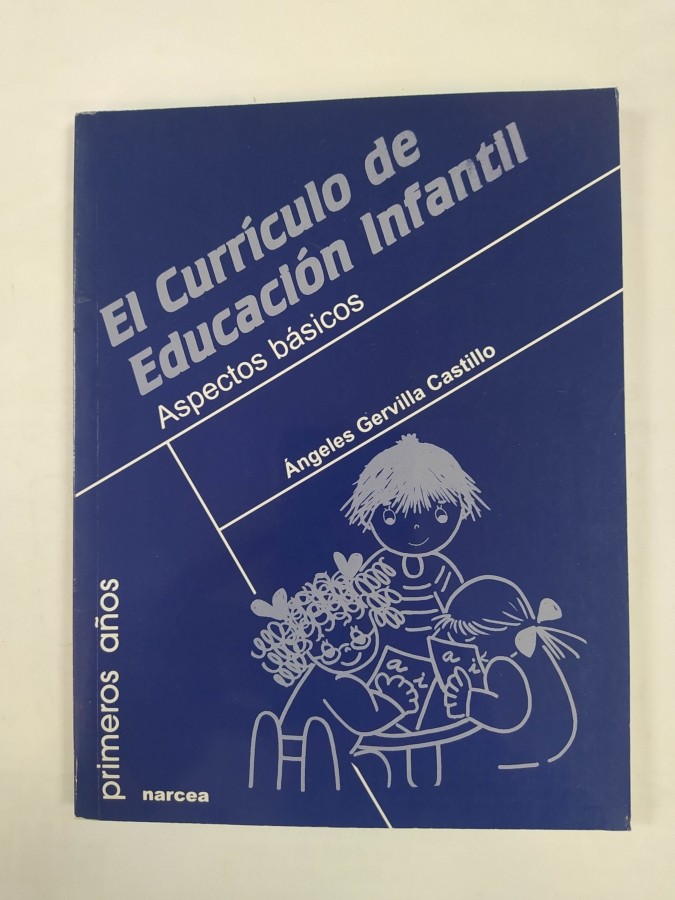 El Currículo de
Educación Infantil
Aspectos básicos
Ángeles Gervilla Castillo
a i
a i
primeros años
narcea